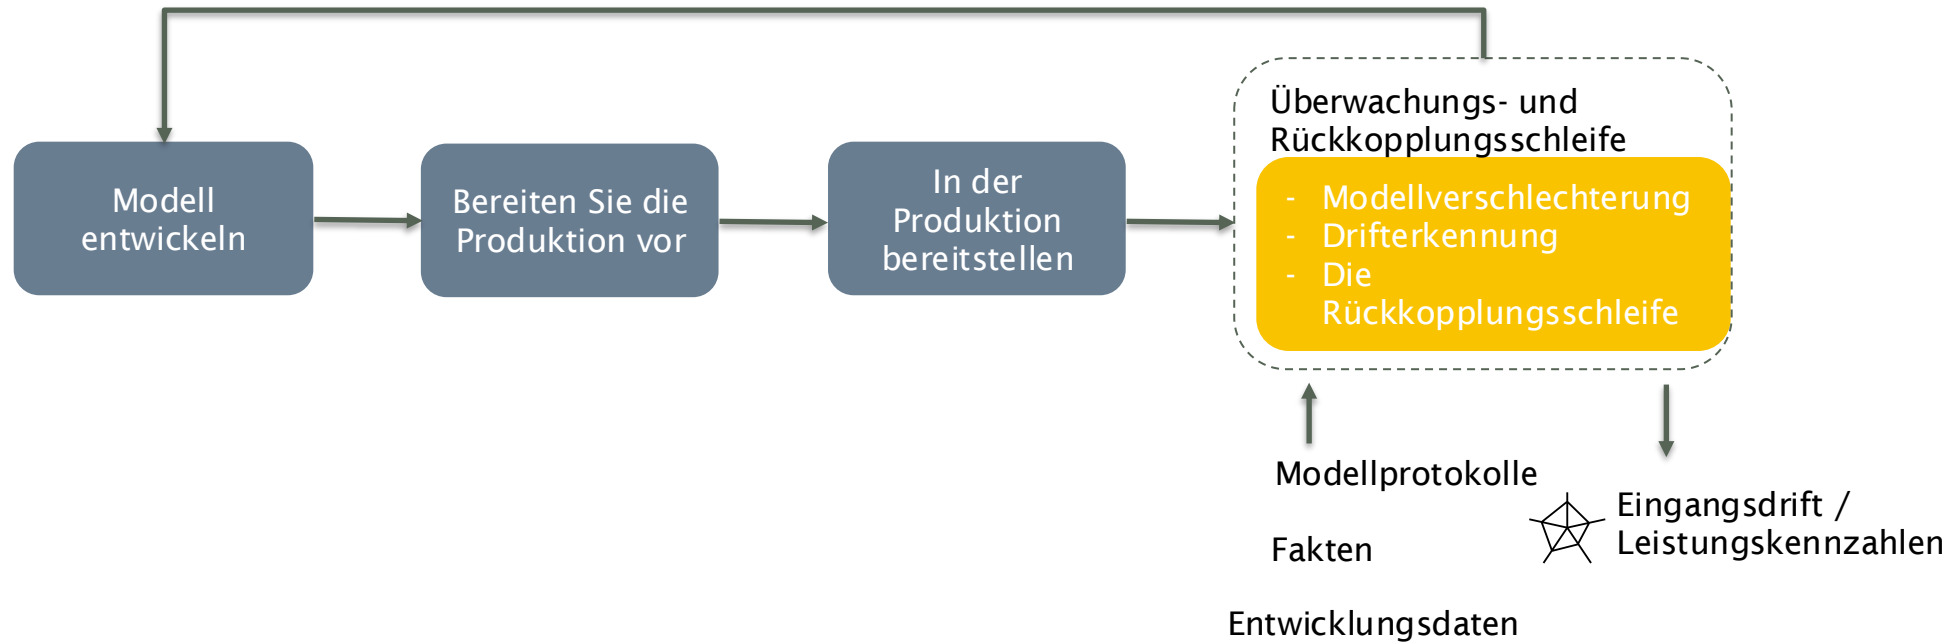 Modell
entwickeln
Bereiten Sie die
Produktion vor
In der
Produktion
bereitstellen
Überwachungs- und
Rückkopplungsschleife
- Modellverschlechterung
- Drifterkennung
- Die
Rückkopplungsschleife
Modellprotokolle
Fakten
Entwicklungsdaten
Eingangsdrift /
Leistungskennzahlen